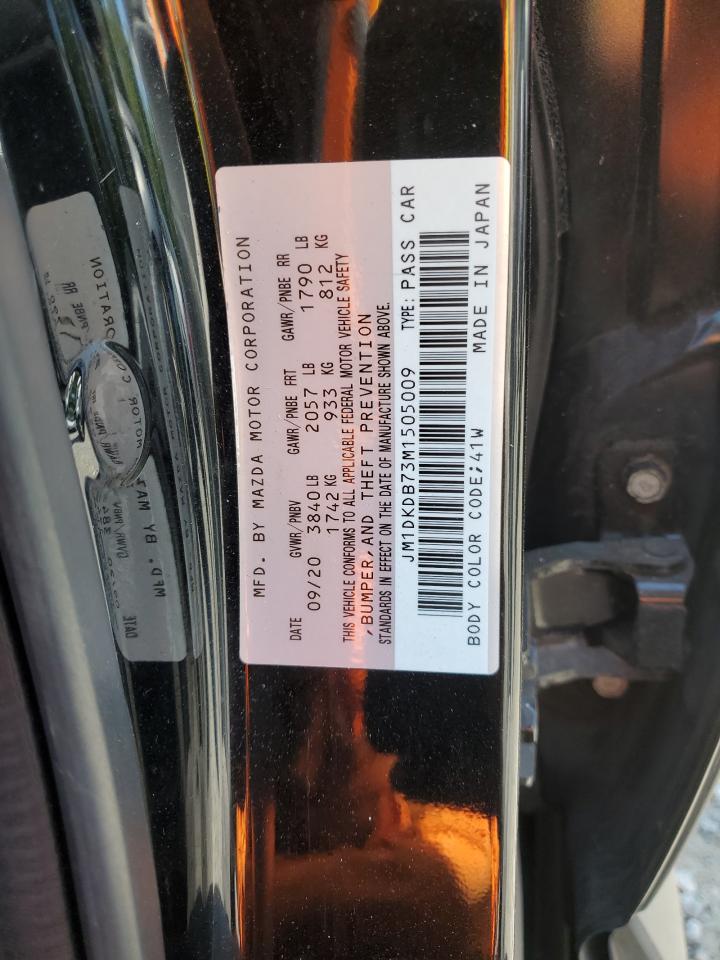 MFD. BY MAZDA MOTOR CORPORATION
DATE GVWR/PNBV GAWR/PNBE FRT GAWR/PNBE RR
09/20 3840 LB 2057 LB 1790 LB
1742 KG 933 KG 812 KG
THIS VEHICLE CONFORMS TO ALL APPLICABLE FEDERAL MOTOR VEHICLE SAFETY
,BUMPER, AND THEFT PREVENTION
STANDARDS IN EFFECT ON THE DATE OF MANUFACTURE SHOWN ABOVE.
JM1DKDB73M1505009 TYPE: PASS CAR
BODY COLOR CODE;41W MADE IN JAPAN